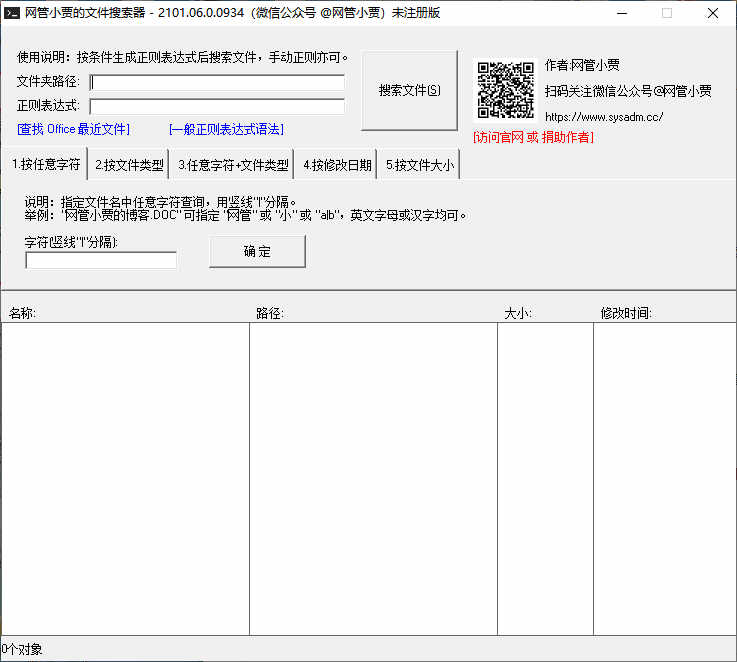 网管小贾的文件搜索器 - 2101.06.0.0934（微信公众号 @网管小贾）未注册版
使用说明：按条件生成正则表达式后搜索文件，手动正则亦可。
文件夹路径:
正则表达式:
[查找 Office 最近文件] [一般正则表达式语法]
搜索文件(S)
作者:网管小贾
扫码关注微信公众号@网管小贾
https://www.sysadm.cc/
[访问官网 或 捐助作者]
1.按任意字符 2.按文件类型 3.任意字符+文件类型 4.按修改日期 5.按文件大小
说明：指定文件名中任意字符查询，用竖线"|"分隔。
举例："网管小贾的博客.DOC" 可指定 "网管" 或 "小" 或 "a|b"，英文字母或汉字均可。
字符(竖线"|"分隔):
确 定
名称: 路径: 大小: 修改时间:
0个对象